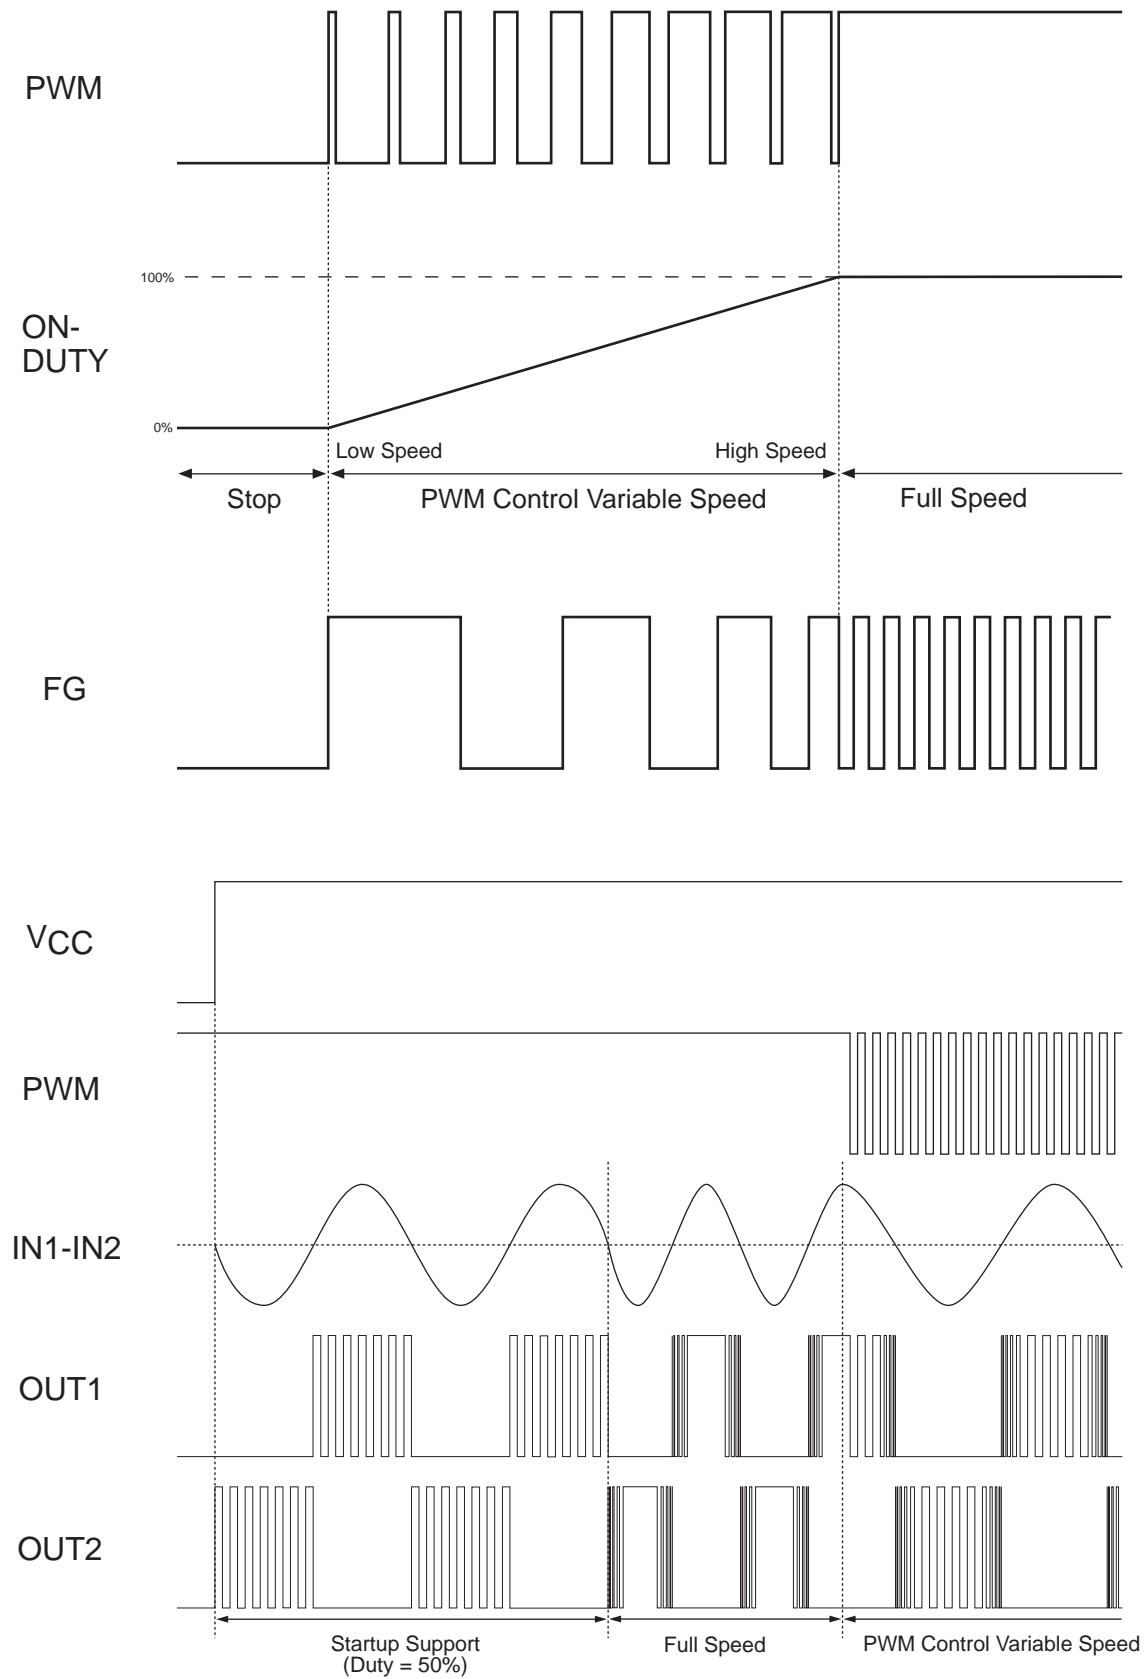 PWM
100%
ON-
DUTY
0%
Low Speed
High Speed
Stop
PWM Control Variable Speed
Full Speed
FG
VCC
PWM
IN1-IN2
OUT1
OUT2
Startup Support
(Duty = 50%)
Full Speed
PWM Control Variable Speed